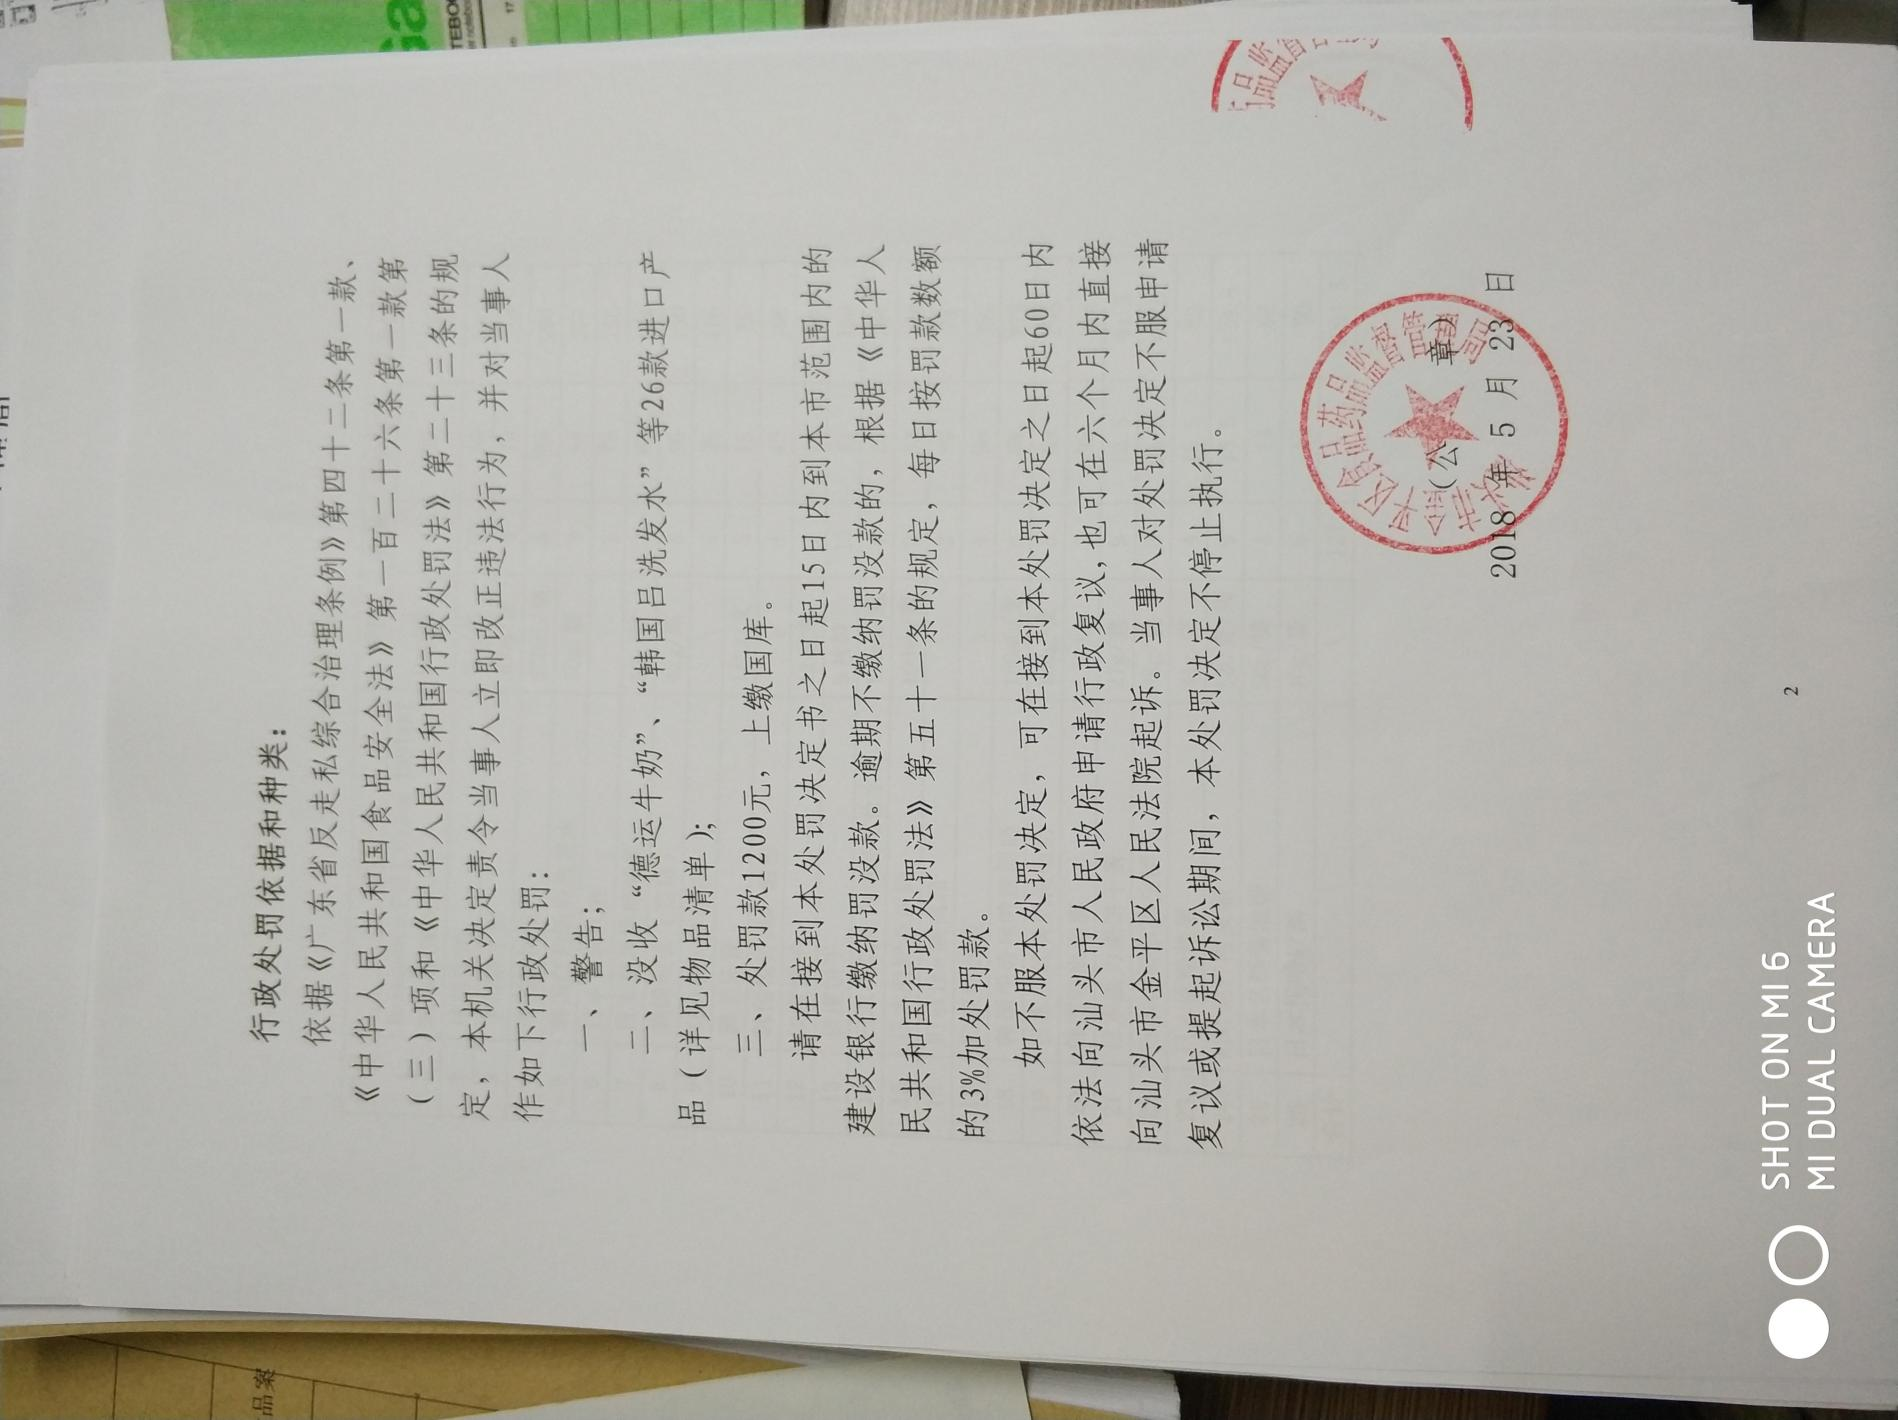 行政处罚依据和种类：
依据《广东省反走私综合治理条例》第四十二条第一款、
《中华人民共和国食品安全法》第一百二十六条第一款第
（三）项和《中华人民共和国行政处罚法》第二十三条的规
定，本机关决定责令当事人立即改正违法行为，并对当事人
作如下行政处罚：
一、警告；
二、没收“德运牛奶”、“韩国吕洗发水”等26款进口产
品（详见物品清单）；
三、处罚款1200元，上缴国库。
请在接到本处罚决定书之日起15日内到本市范围内的
建设银行缴纳罚没款。逾期不缴纳罚没款的，根据《中华人
民共和国行政处罚法》第五十一条的规定，每日按罚款数额
的3%加处罚款。
如不服本处罚决定，可在接到本处罚决定之日起60日内
依法向汕头市人民政府申请行政复议，也可在六个月内直接
向汕头市金平区人民法院起诉。当事人对处罚决定不服申请
复议或提起诉讼期间，本处罚决定不停止执行。
（公 章）
2018 年 5 月 23 日
区食品药品监督
药品监督
2
品案
17
SHOT ON MI 6
MI DUAL CAMERA